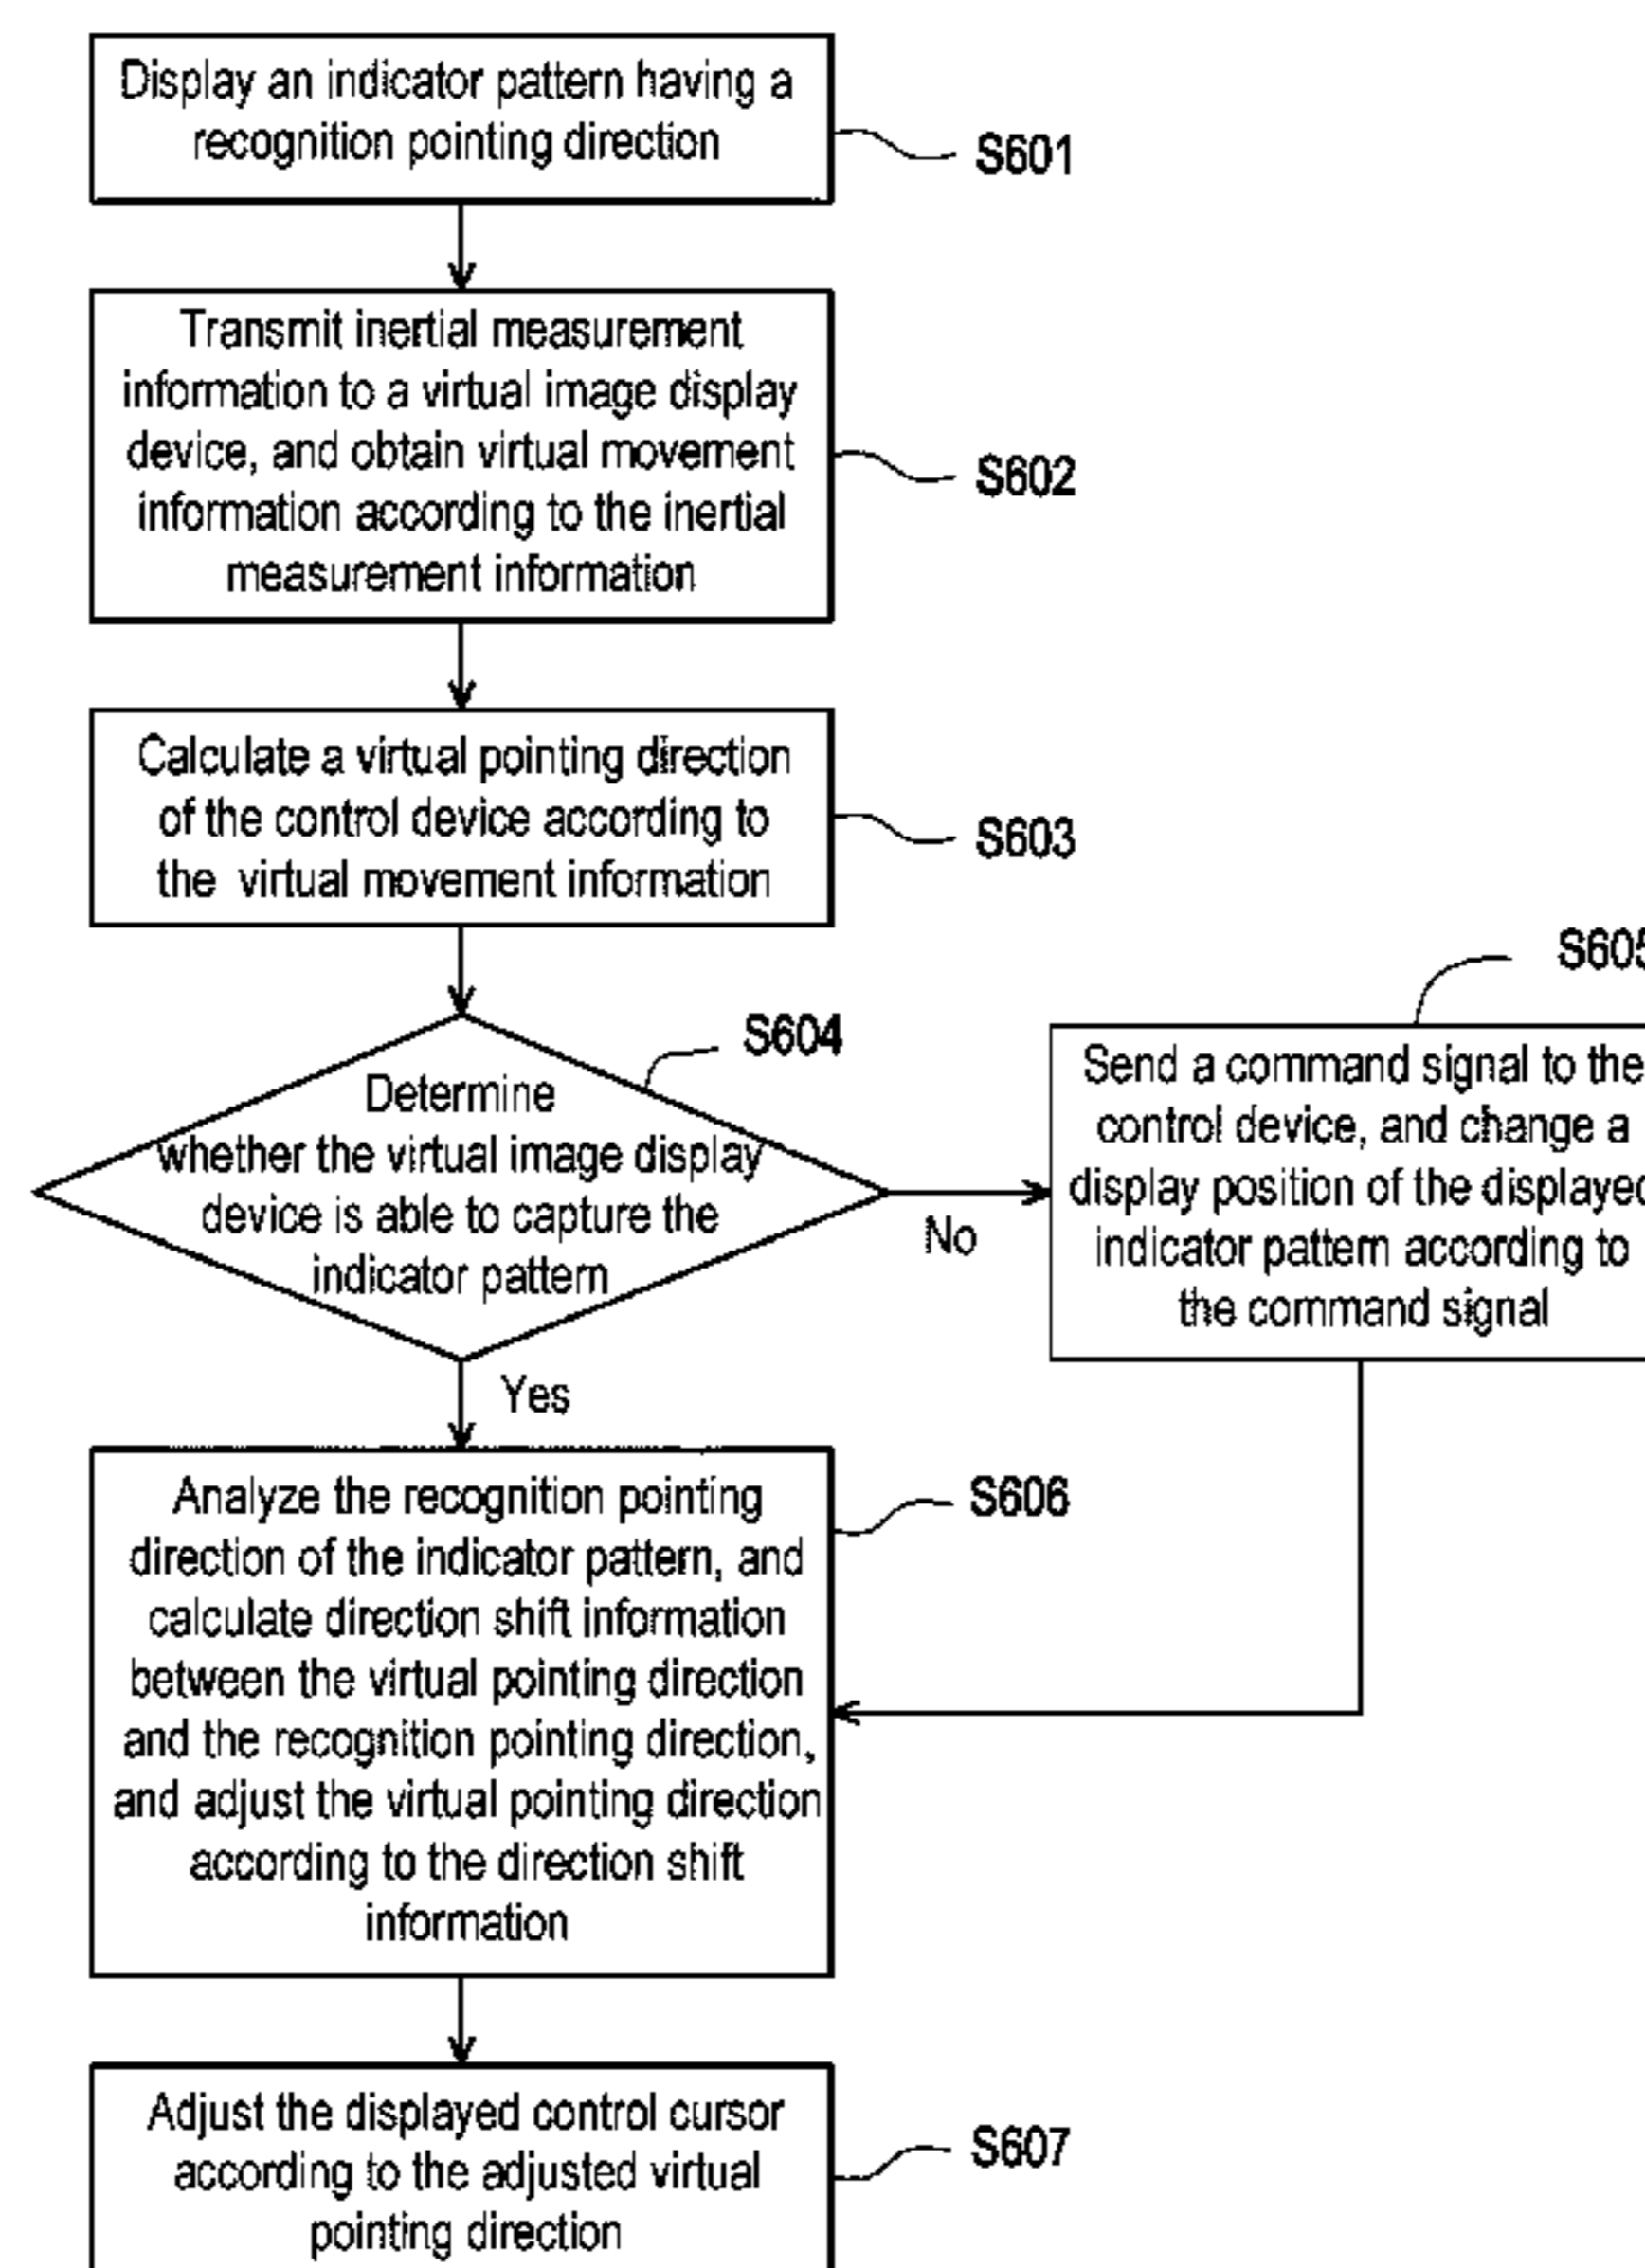 Display an indicator pattern having a
recognition pointing direction
S601
Transmit inertial measurement
information to a virtual image display
device, and obtain virtual movement
information according to the inertial
measurement information
S602
Calculate a virtual pointing direction
of the control device according to
the virtual movement information
S603
S604
Determine
whether the virtual image display
device is able to capture the
indicator pattern
No
Yes
S605
Send a command signal to the
control device, and change a
display position of the displayed
indicator pattern according to
the command signal
Analyze the recognition pointing
direction of the indicator pattern, and
calculate direction shift information
between the virtual pointing direction
and the recognition pointing direction,
and adjust the virtual pointing direction
according to the direction shift
information
S606
Adjust the displayed control cursor
according to the adjusted virtual
pointing direction
S607